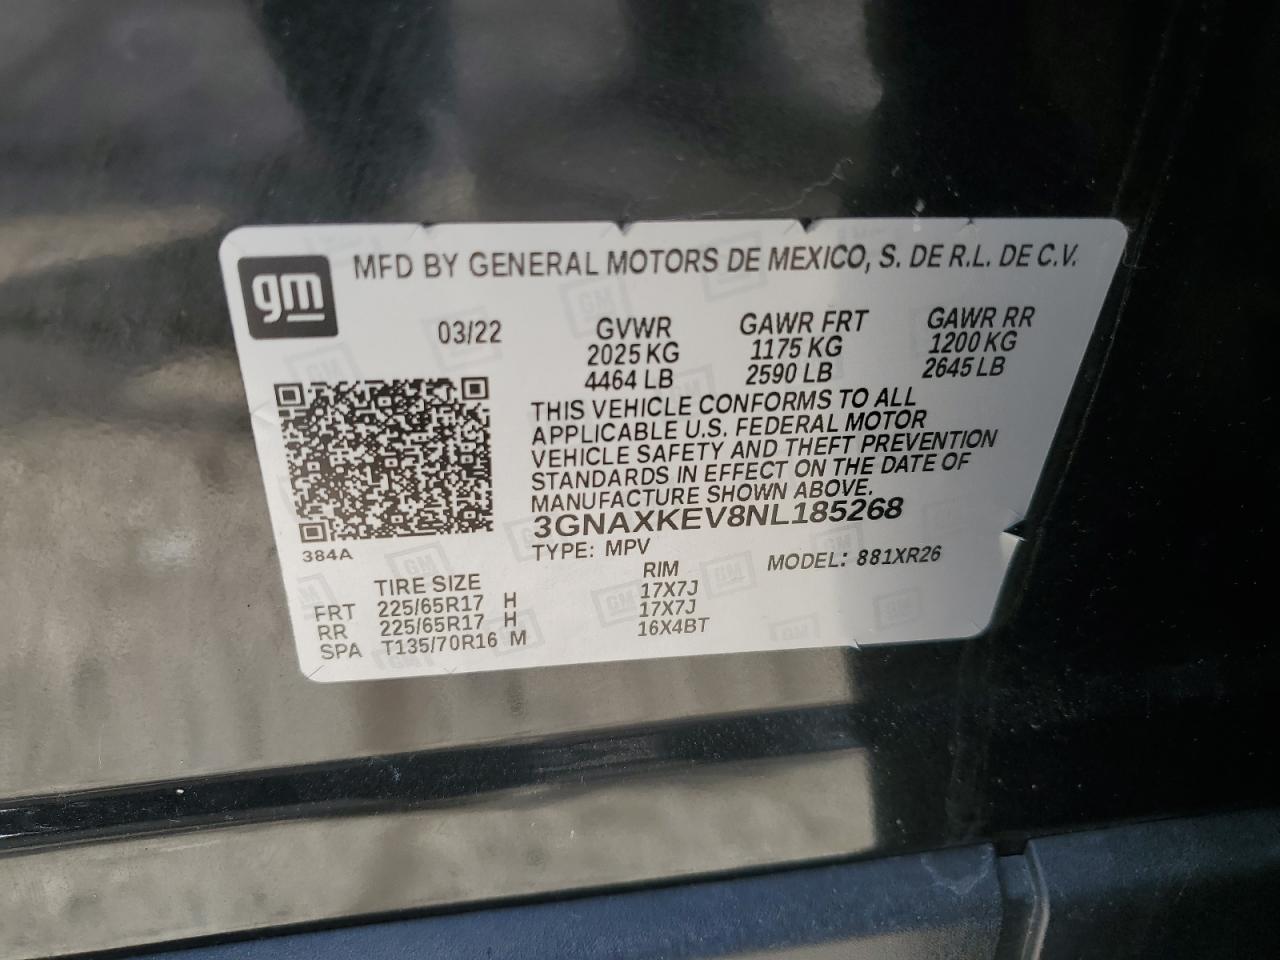 gm
MFD BY GENERAL MOTORS DE MEXICO, S. DE R.L. DE C.V.
03/22 GVWR GAWR FRT GAWR RR
2025 KG 1175 KG 1200 KG
4464 LB 2590 LB 2645 LB
THIS VEHICLE CONFORMS TO ALL
APPLICABLE U.S. FEDERAL MOTOR
VEHICLE SAFETY AND THEFT PREVENTION
STANDARDS IN EFFECT ON THE DATE OF
MANUFACTURE SHOWN ABOVE.
3GNAXKEV8NL185268
384A
TYPE: MPV MODEL: 881XR26
TIRE SIZE RIM
FRT 225/65R17 H 17X7J
RR 225/65R17 H 17X7J
SPA T135/70R16 M 16X4BT